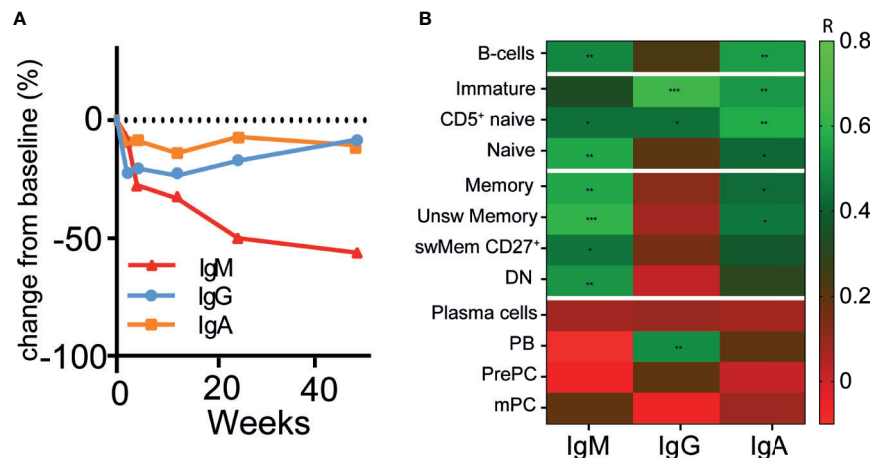 A
change from baseline (%)
0
-50
-100
IgM
IgG
IgA
0 20 40
Weeks
B
R
B-cells ** **
Immature *** **
CD5⁺ naive * * **
Naive ** *
Memory ** *
Unsw Memory *** *
swMem CD27⁺ *
DN **
Plasma cells
PB **
PrePC
mPC
IgM IgG IgA
0.8
0.6
0.4
0.2
0